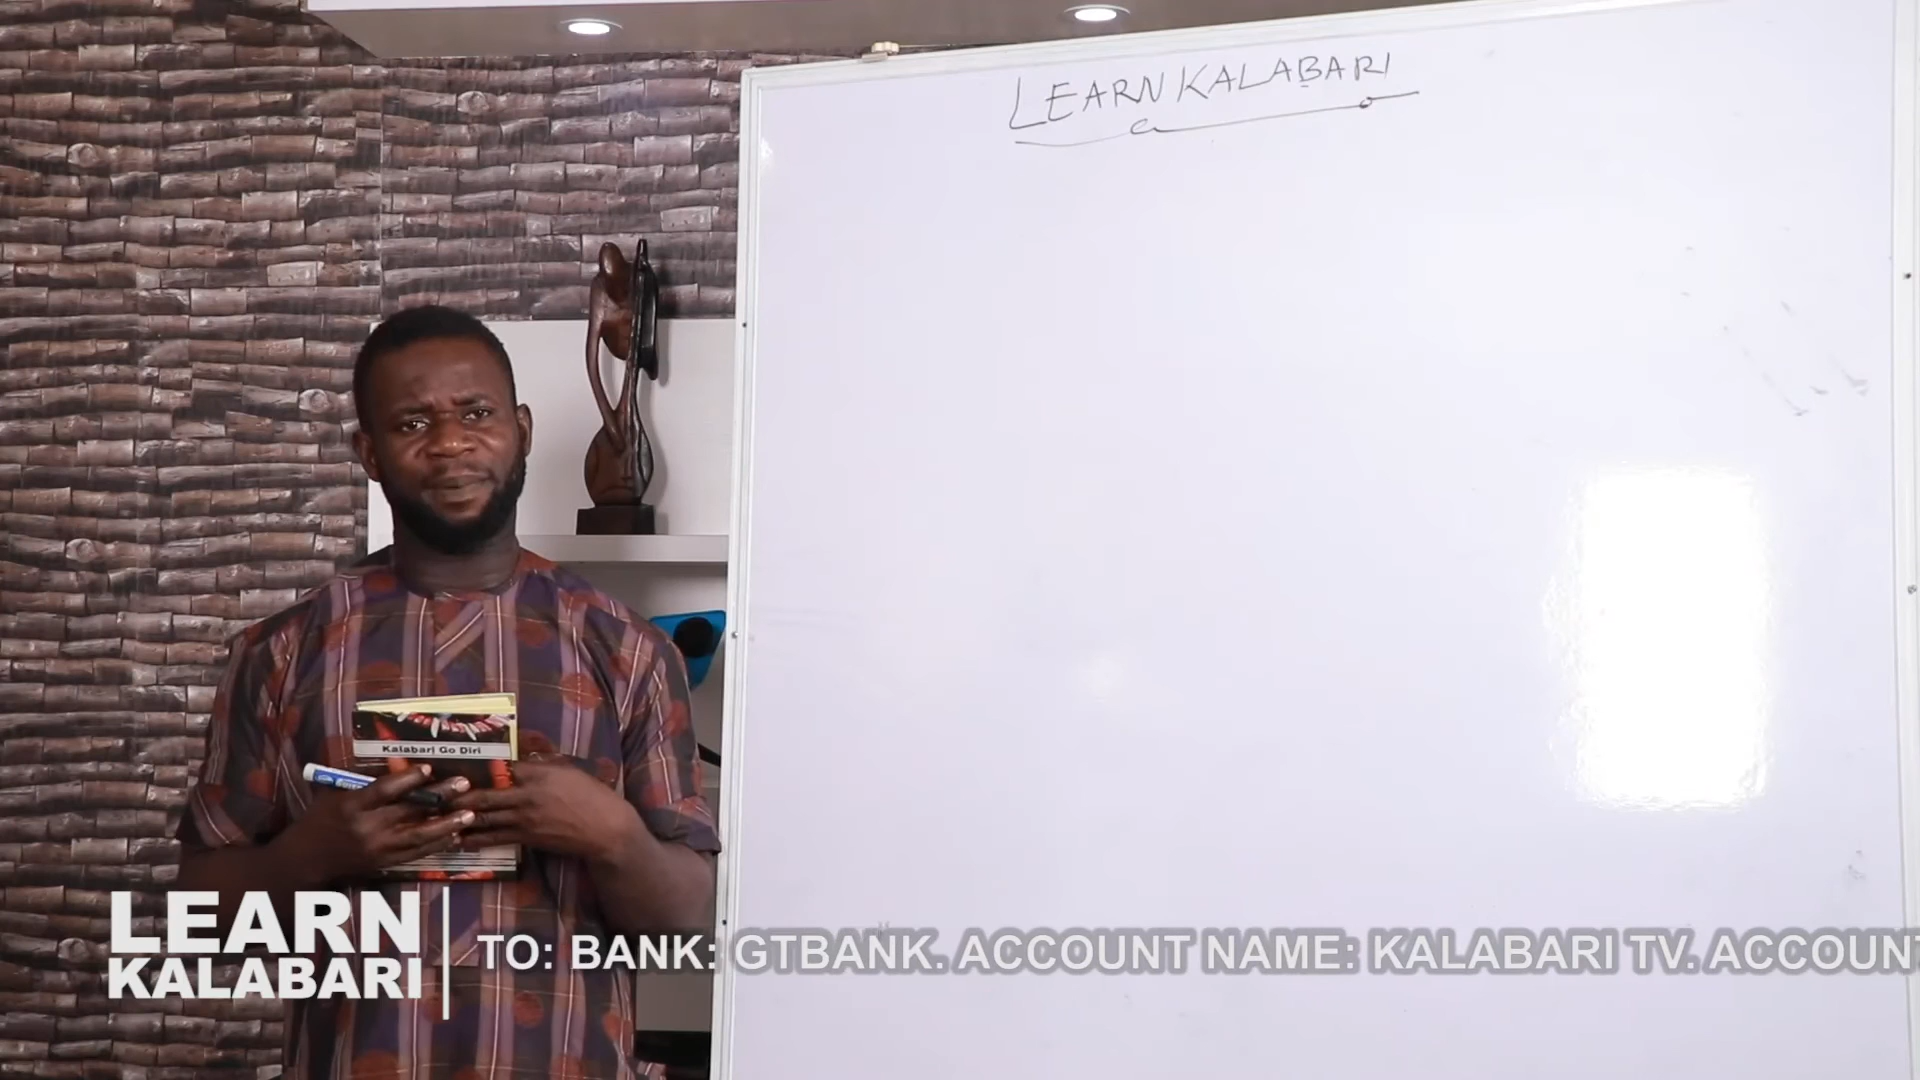 LEARN KALABARI
Kalabari Go Diri
LEARN
KALABARI
TO: BANK: GTBANK. ACCOUNT NAME: KALABARI TV. ACCOUNT